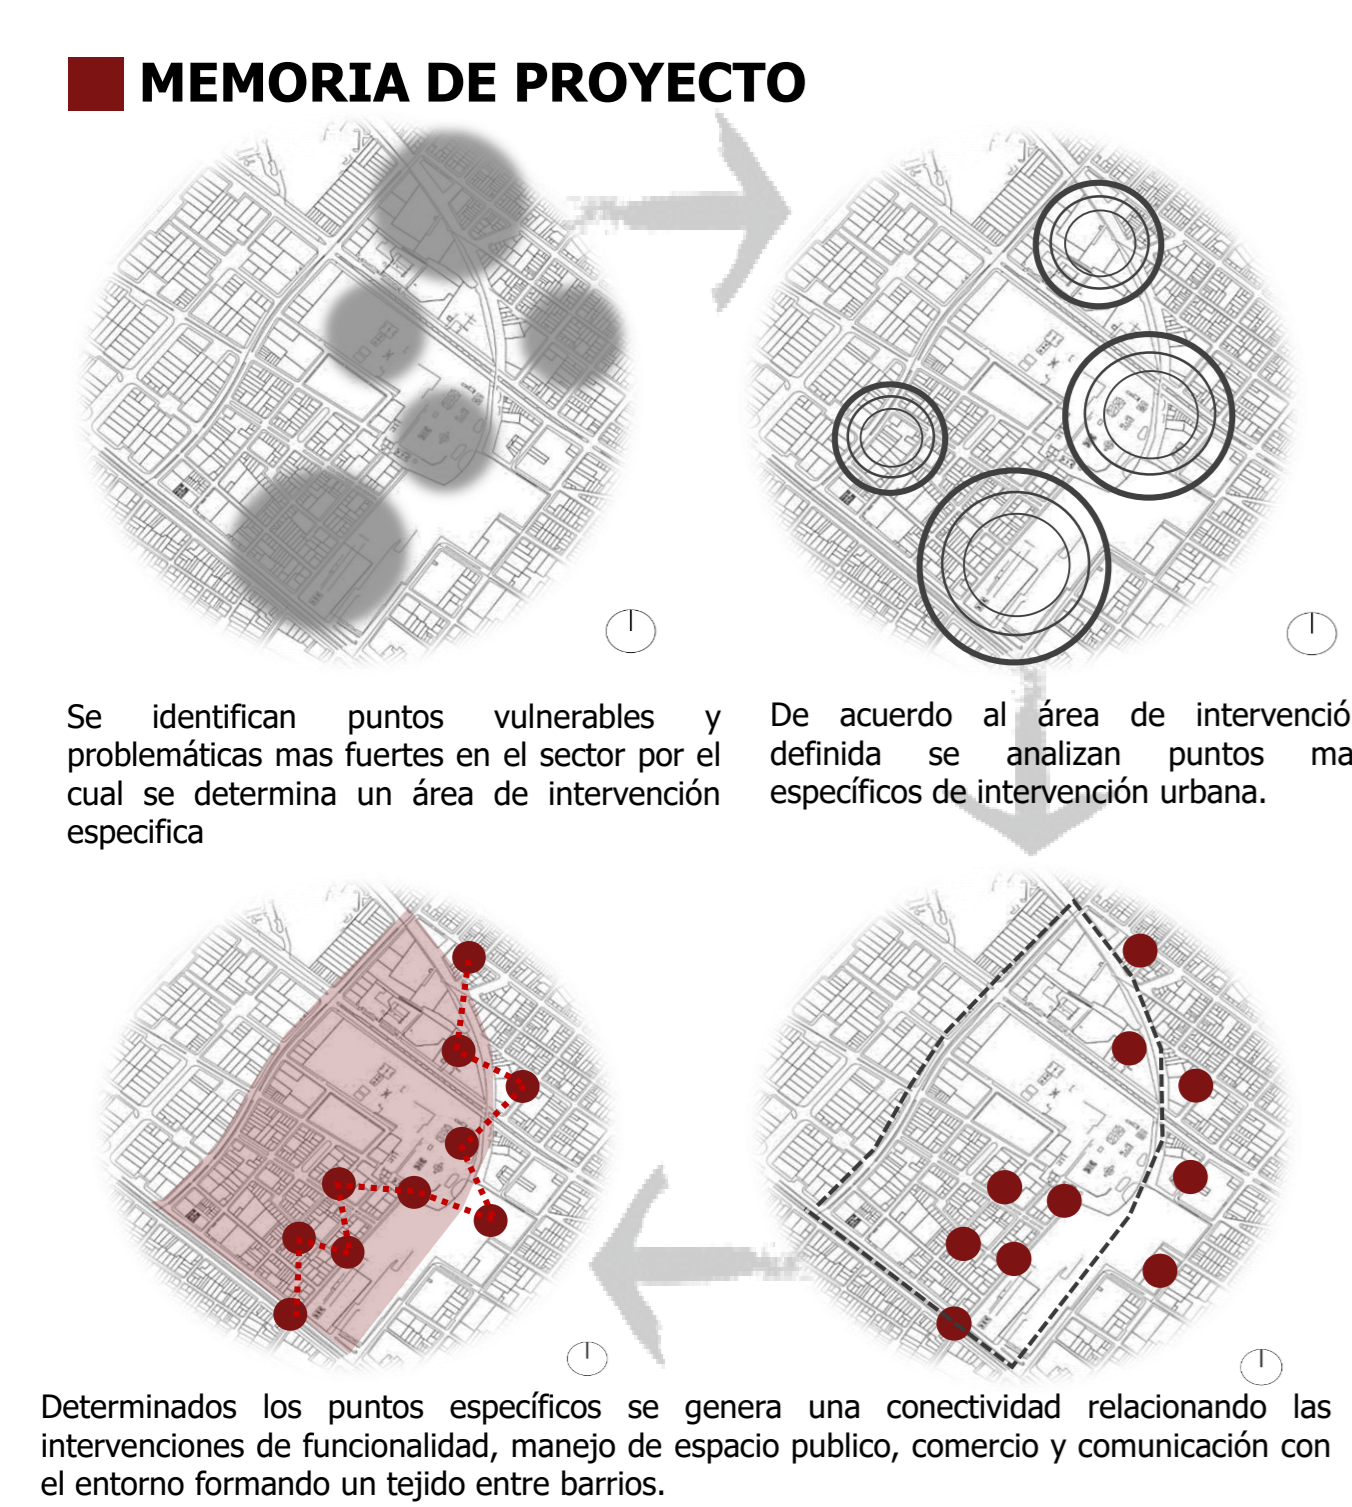 MEMORIA DE PROYECTO
Se identifican puntos vulnerables y
problemáticas mas fuertes en el sector por el
cual se determina un área de intervención
especifica
De acuerdo al área de intervenció
definida se analizan puntos ma
específicos de intervención urbana.
Determinados los puntos específicos se genera una conectividad relacionando las
intervenciones de funcionalidad, manejo de espacio publico, comercio y comunicación con
el entorno formando un tejido entre barrios.